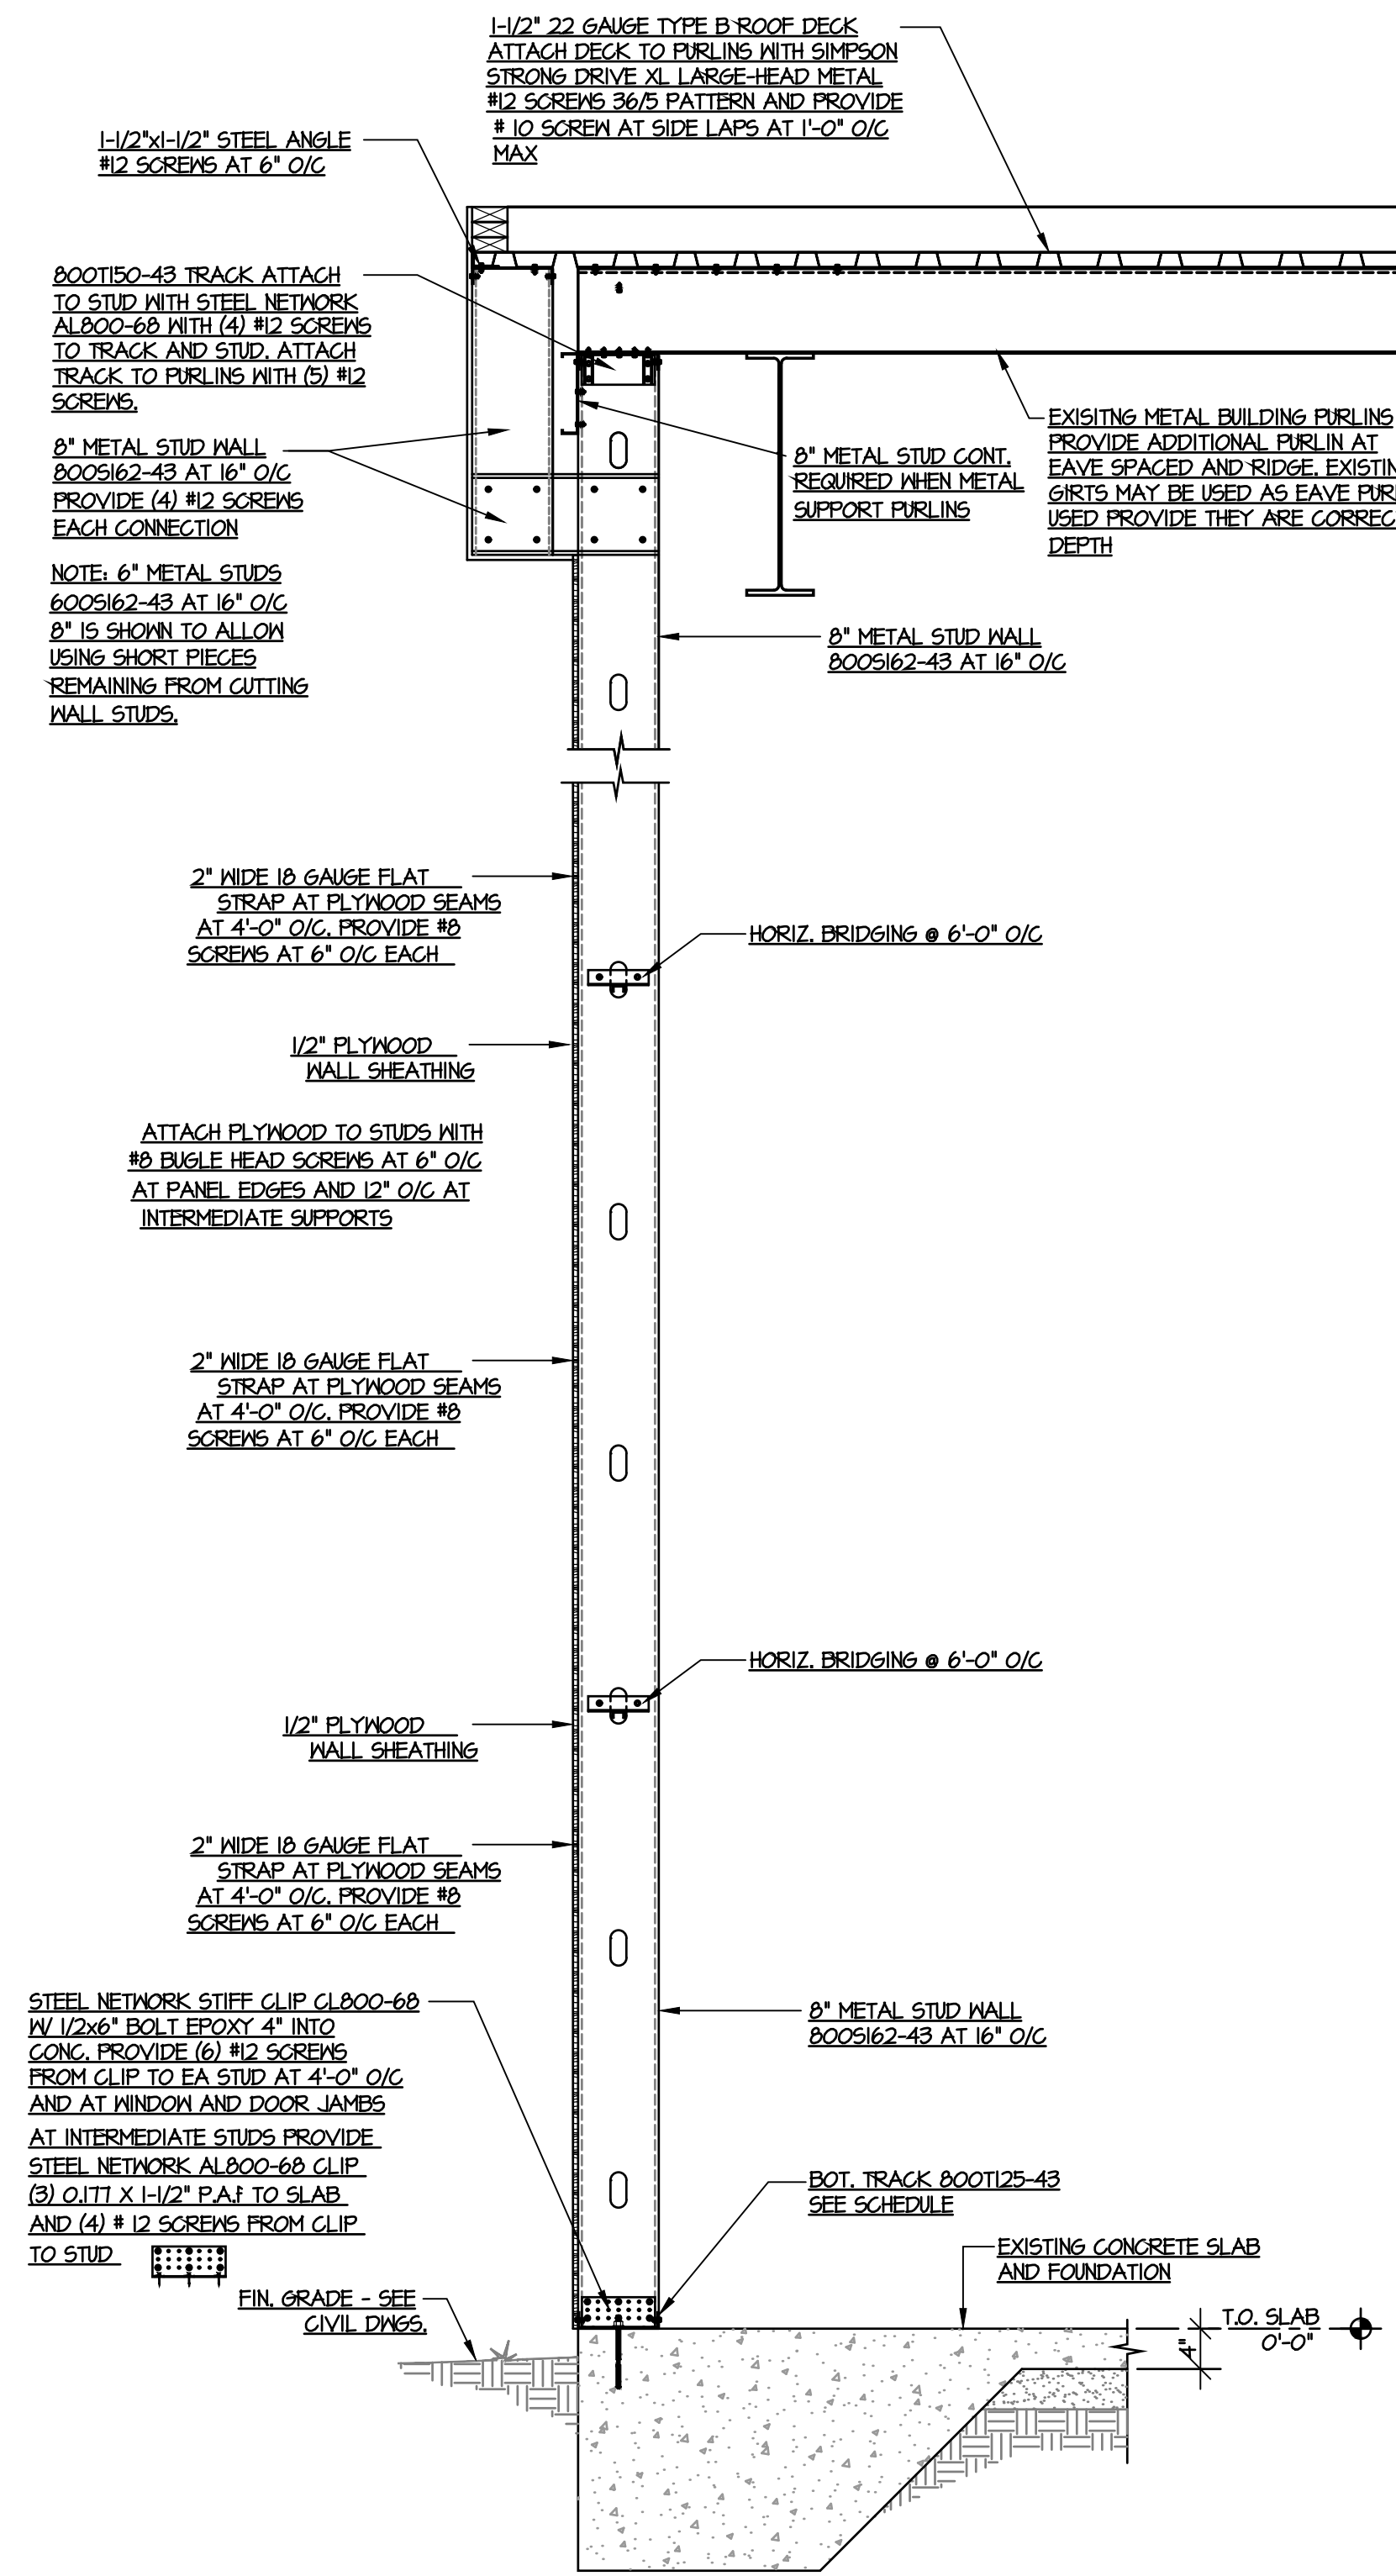 1-1/2" 22 GAUGE TYPE B ROOF DECK
ATTACH DECK TO PURLINS WITH SIMPSON
STRONG DRIVE XL LARGE-HEAD METAL
#12 SCREWS 36/5 PATTERN AND PROVIDE
# 10 SCREW AT SIDE LAPS AT 1'-0" O/C
MAX
1-1/2"x1-1/2" STEEL ANGLE
#12 SCREWS AT 6" O/C
800T150-43 TRACK ATTACH
TO STUD WITH STEEL NETWORK
AL800-68 WITH (4) #12 SCREWS
TO TRACK AND STUD. ATTACH
TRACK TO PURLINS WITH (5) #12
SCREWS.
8" METAL STUD WALL
800S162-43 AT 16" O/C
PROVIDE (4) #12 SCREWS
EACH CONNECTION
NOTE: 6" METAL STUDS
600S162-43 AT 16" O/C
8" IS SHOWN TO ALLOW
USING SHORT PIECES
REMAINING FROM CUTTING
WALL STUDS.
8" METAL STUD CONT.
REQUIRED WHEN METAL
SUPPORT PURLINS
EXISITNG METAL BUILDING PURLINS
PROVIDE ADDITIONAL PURLIN AT
EAVE SPACED AND RIDGE. EXISTIN
GIRTS MAY BE USED AS EAVE PUR
USED PROVIDE THEY ARE CORREC
DEPTH
8" METAL STUD WALL
800S162-43 AT 16" O/C
2" WIDE 18 GAUGE FLAT
STRAP AT PLYWOOD SEAMS
AT 4'-0" O/C. PROVIDE #8
SCREWS AT 6" O/C EACH
HORIZ. BRIDGING @ 6'-0" O/C
1/2" PLYWOOD
WALL SHEATHING
ATTACH PLYWOOD TO STUDS WITH
#8 BUGLE HEAD SCREWS AT 6" O/C
AT PANEL EDGES AND 12" O/C AT
INTERMEDIATE SUPPORTS
2" WIDE 18 GAUGE FLAT
STRAP AT PLYWOOD SEAMS
AT 4'-0" O/C. PROVIDE #8
SCREWS AT 6" O/C EACH
HORIZ. BRIDGING @ 6'-0" O/C
1/2" PLYWOOD
WALL SHEATHING
2" WIDE 18 GAUGE FLAT
STRAP AT PLYWOOD SEAMS
AT 4'-0" O/C. PROVIDE #8
SCREWS AT 6" O/C EACH
STEEL NETWORK STIFF CLIP CL800-68
W/ 1/2x6" BOLT EPOXY 4" INTO
CONC. PROVIDE (6) #12 SCREWS
FROM CLIP TO EA STUD AT 4'-0" O/C
AND AT WINDOW AND DOOR JAMBS
AT INTERMEDIATE STUDS PROVIDE
STEEL NETWORK AL800-68 CLIP
(3) 0.177 X 1-1/2" P.A.F TO SLAB
AND (4) # 12 SCREWS FROM CLIP
TO STUD
8" METAL STUD WALL
800S162-43 AT 16" O/C
BOT. TRACK 800T125-43
SEE SCHEDULE
EXISTING CONCRETE SLAB
AND FOUNDATION
FIN. GRADE - SEE
CIVIL DWGS.
T.O. SLAB
0'-0"
4"